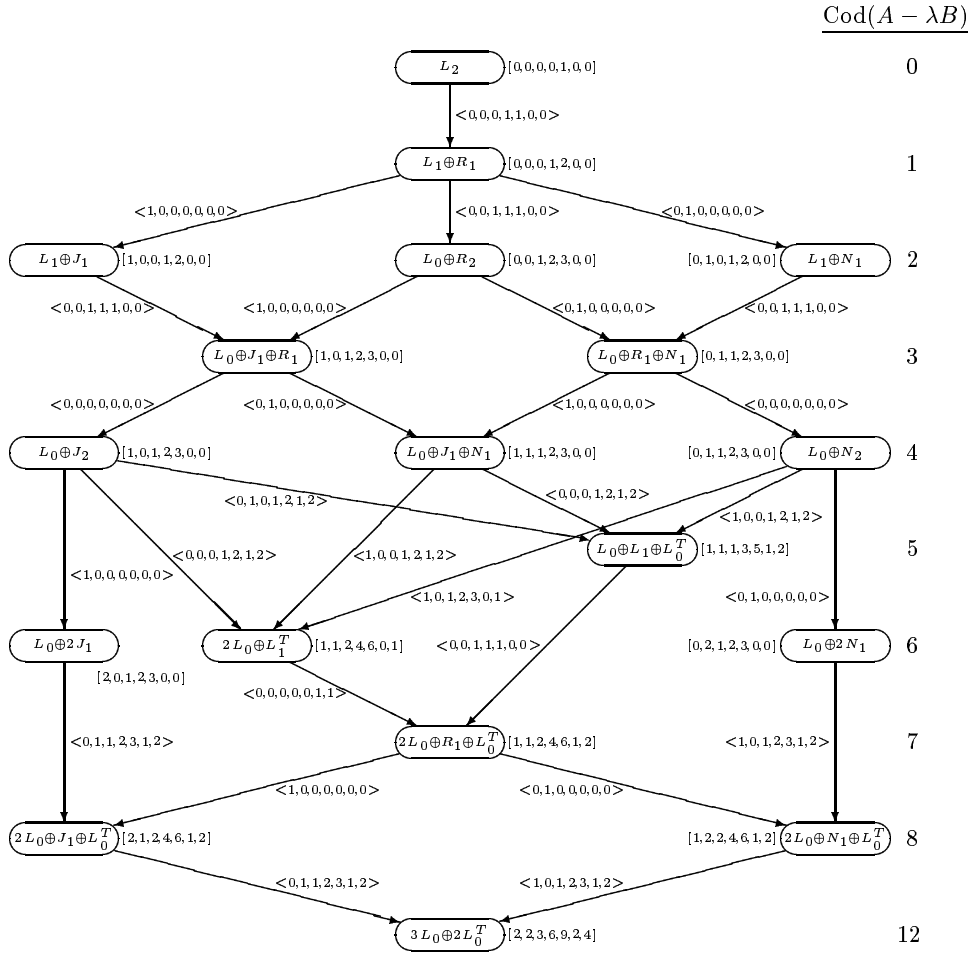 Cod(A − λB)
L₂ [0,0,0,0,1,0,0] 0
<0,0,0,1,1,0,0>
L₁⊕R₁ [0,0,0,1,2,0,0] 1
<1,0,0,0,0,0,0> <0,0,1,1,1,0,0> <0,1,0,0,0,0,0>
L₁⊕J₁ [1,0,0,1,2,0,0] L₀⊕R₂ [0,0,1,2,3,0,0] [0,1,0,1,2,0,0] L₁⊕N₁ 2
<0,0,1,1,1,0,0> <1,0,0,0,0,0,0> <0,1,0,0,0,0,0> <0,0,1,1,1,0,0>
L₀⊕J₁⊕R₁ [1,0,1,2,3,0,0] L₀⊕R₁⊕N₁ [0,1,1,2,3,0,0] 3
<0,0,0,0,0,0,0> <0,1,0,0,0,0,0> <1,0,0,0,0,0,0> <0,0,0,0,0,0,0>
L₀⊕J₂ [1,0,1,2,3,0,0] L₀⊕J₁⊕N₁ [1,1,1,2,3,0,0] [0,1,1,2,3,0,0] L₀⊕N₂ 4
<0,1,0,1,2,1,2> <0,0,0,1,2,1,2>
<1,0,0,1,2,1,2>
L₀⊕L₁⊕L₀ᵀ [1,1,1,3,5,1,2] 5
<0,0,0,1,2,1,2> <1,0,0,1,2,1,2>
<1,0,0,0,0,0,0> <1,0,1,2,3,0,1> <0,1,0,0,0,0,0>
L₀⊕2J₁ 2L₀⊕L₁ᵀ [1,1,2,4,6,0,1] <0,0,1,1,1,0,0> [0,2,1,2,3,0,0] L₀⊕2N₁ 6
[2,0,1,2,3,0,0]
<0,0,0,0,0,1,1>
<0,1,1,2,3,1,2> 2L₀⊕R₁⊕L₀ᵀ [1,1,2,4,6,1,2] <1,0,1,2,3,1,2> 7
<1,0,0,0,0,0,0> <0,1,0,0,0,0,0>
2L₀⊕J₁⊕L₀ᵀ [2,1,2,4,6,1,2] [1,2,2,4,6,1,2] 2L₀⊕N₁⊕L₀ᵀ 8
<0,1,1,2,3,1,2> <1,0,1,2,3,1,2>
3L₀⊕2L₀ᵀ [2,2,3,6,9,2,4] 12